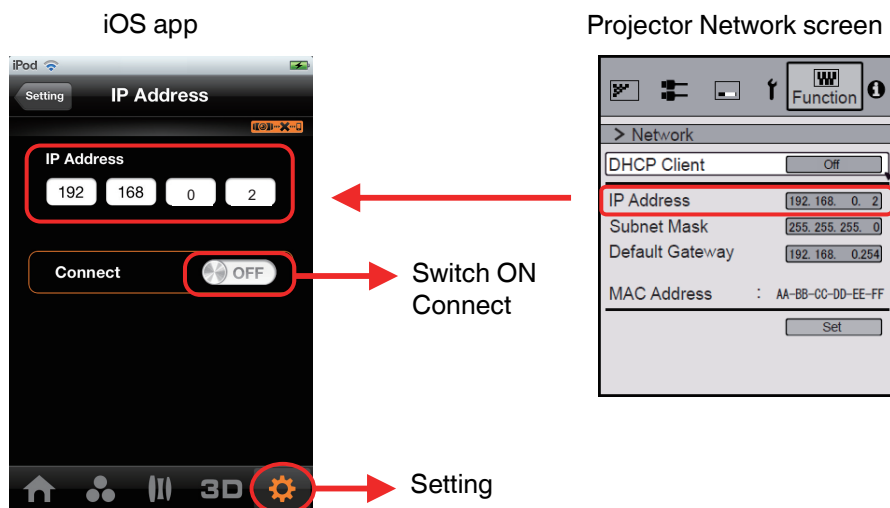 iOS app
Projector Network screen
iPod
Setting
IP Address
IP Address
192 168 0 2
Connect
OFF
3D
Switch ON
Connect
Setting
Function
> Network
DHCP Client Off
IP Address 192. 168. 0. 2
Subnet Mask 255. 255. 255. 0
Default Gateway 192. 168. 0.254
MAC Address : AA-BB-CC-DD-EE-FF
Set